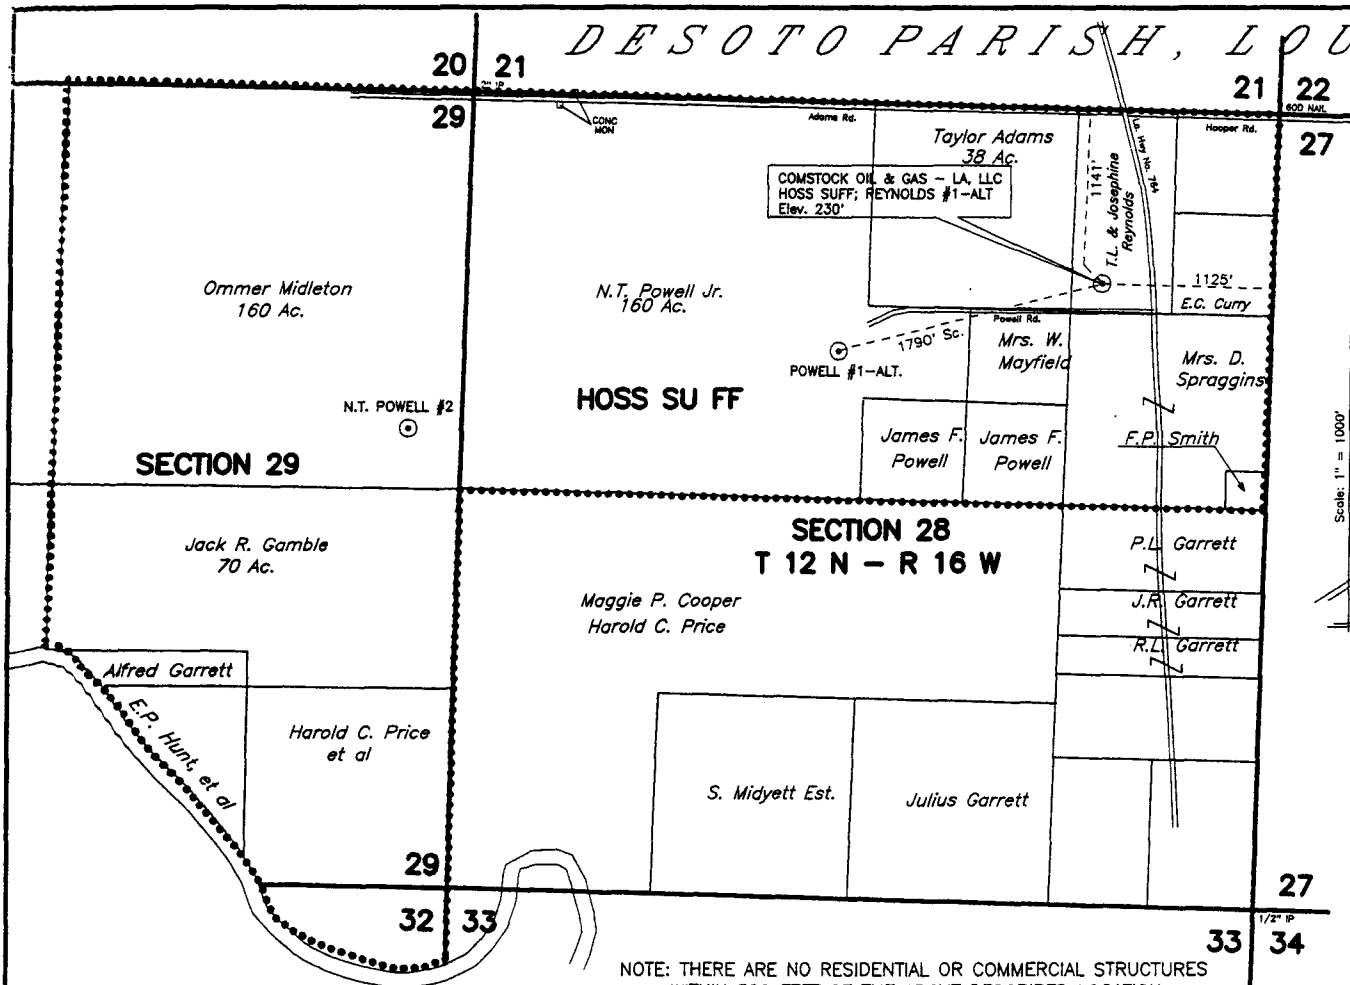 DESOTO PARISH, LOU
20 21
21 22
29
60D NAIL
27
CONC
MON
Adams Rd.
Hooper Rd.
Taylor Adams
38 Ac.
La. Hwy No. 764
1141'
T.L. & Josephine
Reynolds
COMSTOCK OIL & GAS – LA, LLC
HOSS SUFF; REYNOLDS #1–ALT
Elev. 230'
Ommer Midleton
160 Ac.
N.T. Powell Jr.
160 Ac.
1125'
E.C. Curry
Powell Rd.
1790' Sc.
Mrs. W.
Mayfield
Mrs. D.
Spraggins
POWELL #1–ALT.
N.T. POWELL #2
HOSS SU FF
James F.
Powell
James F.
Powell
F.P. Smith
SECTION 29
Scale: 1" = 1000'
SECTION 28
T 12 N – R 16 W
Jack R. Gamble
70 Ac.
P.L. Garrett
Maggie P. Cooper
Harold C. Price
J.R. Garrett
R.L. Garrett
Alfred Garrett
E.P. Hunt, et al
Harold C. Price
et al
S. Midyett Est.
Julius Garrett
29
27
32 33
1/2" IP
33 34
NOTE: THERE ARE NO RESIDENTIAL OR COMMERCIAL STRUCTURES